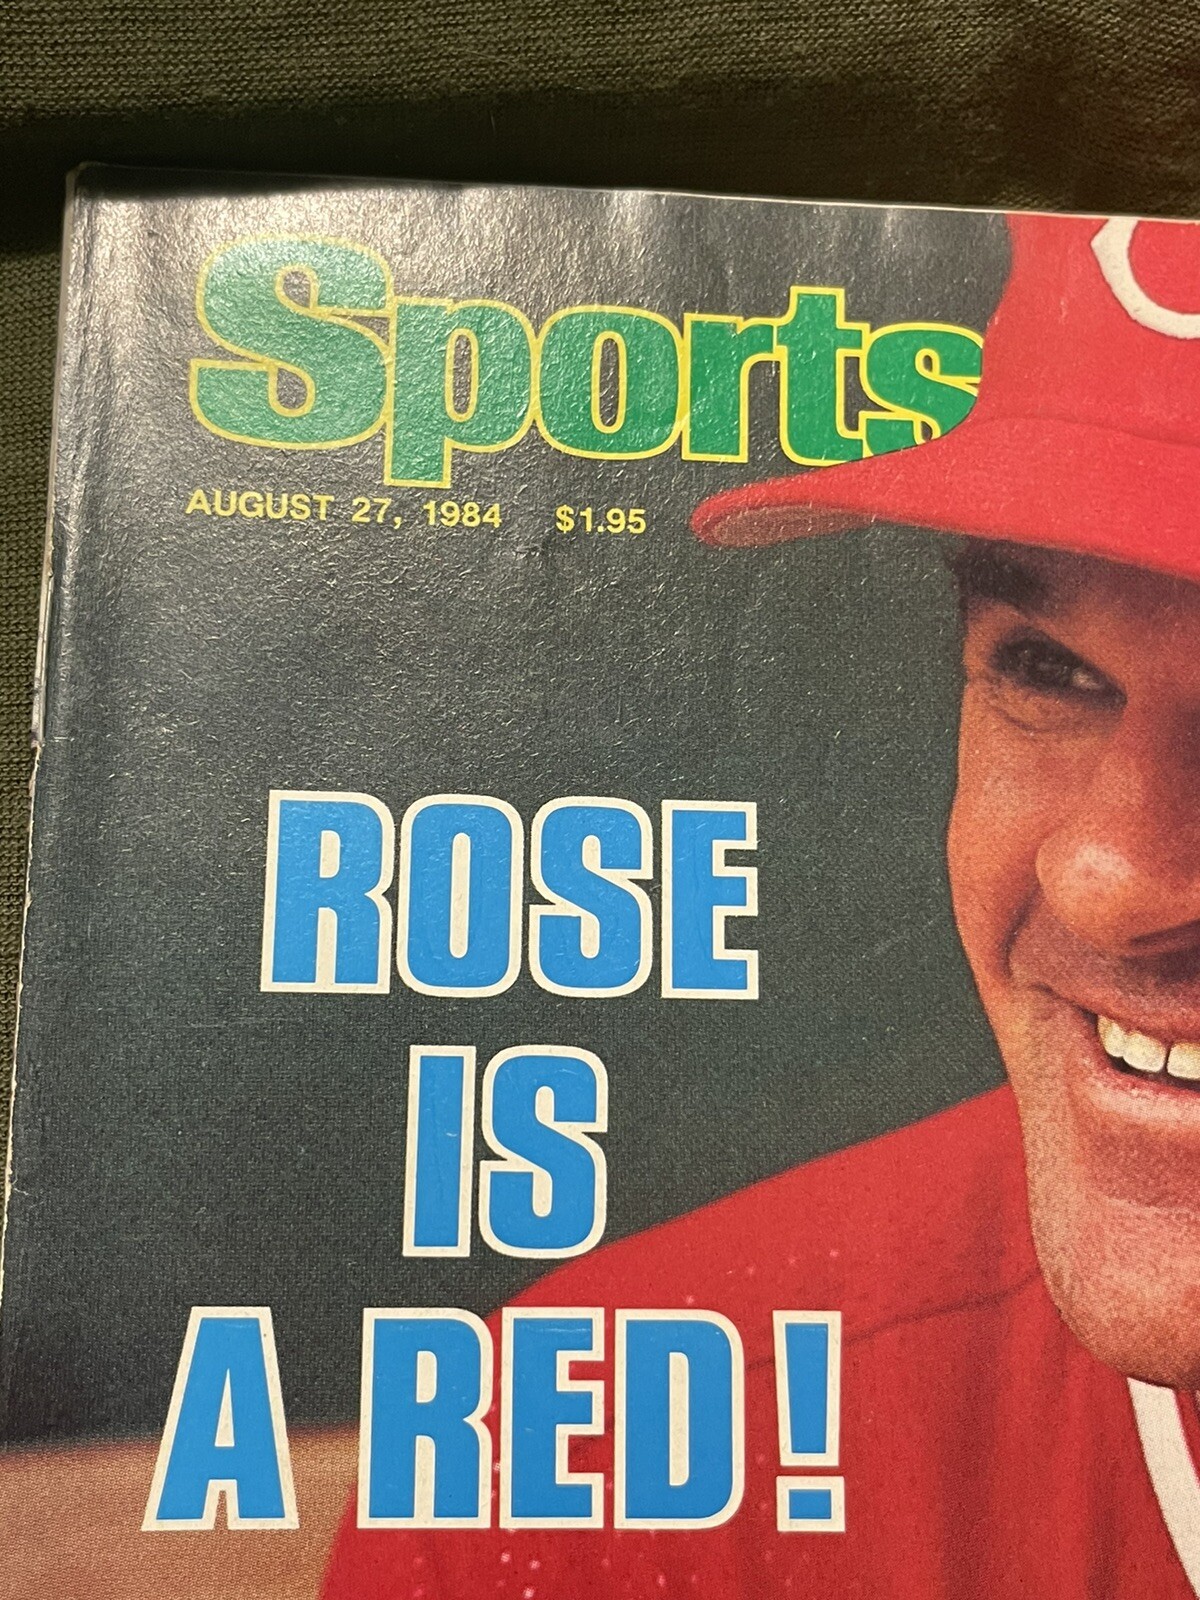 Sports
AUGUST 27, 1984 $1.95
ROSE
IS
A RED!